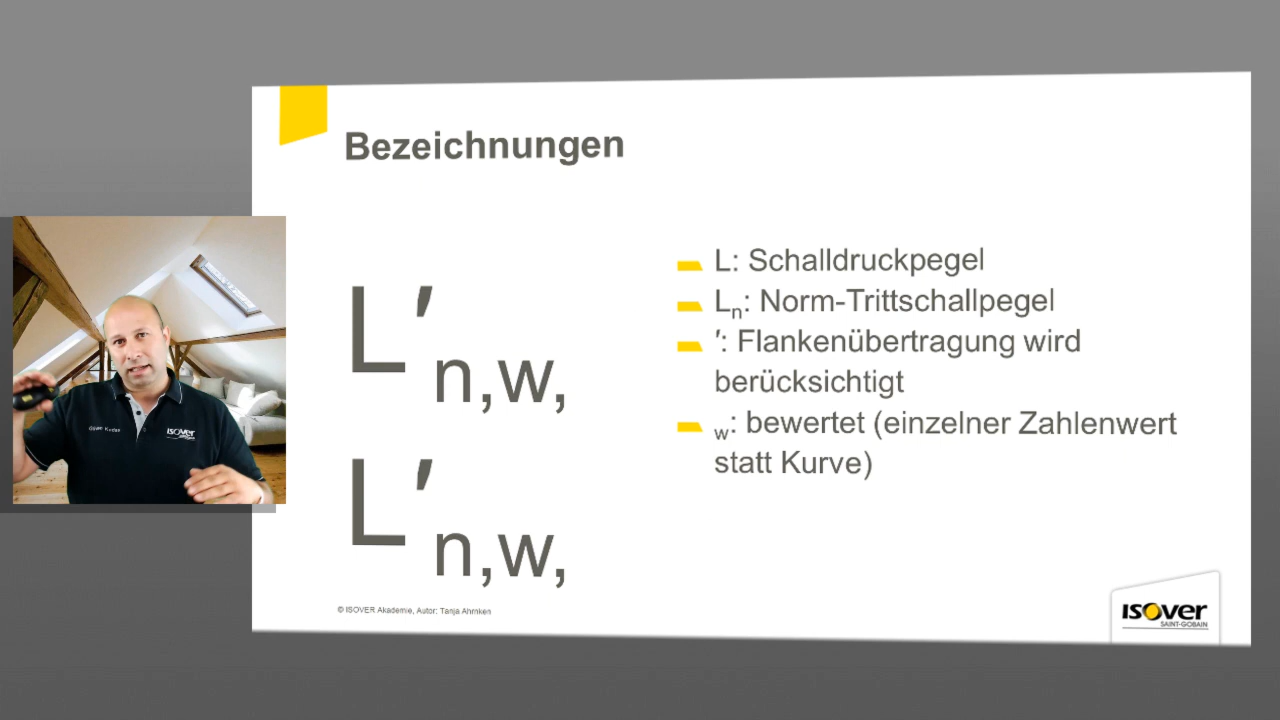 Bezeichnungen
L′n,w,
L′n,w,
L: Schalldruckpegel
Ln: Norm-Trittschallpegel
′: Flankenübertragung wird
berücksichtigt
w: bewertet (einzelner Zahlenwert
statt Kurve)
© ISOVER Akademie, Autor: Tanja Ahmken
ISOVER
SAINT-GOBAIN
ISOVER